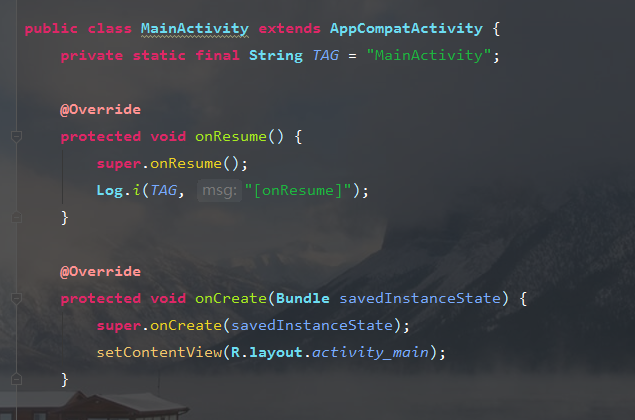 public class MainActivity extends AppCompatActivity {
    private static final String TAG = "MainActivity";

    @Override
    protected void onResume() {
        super.onResume();
        Log.i(TAG, msg: "[onResume]");
    }

    @Override
    protected void onCreate(Bundle savedInstanceState) {
        super.onCreate(savedInstanceState);
        setContentView(R.layout.activity_main);
    }